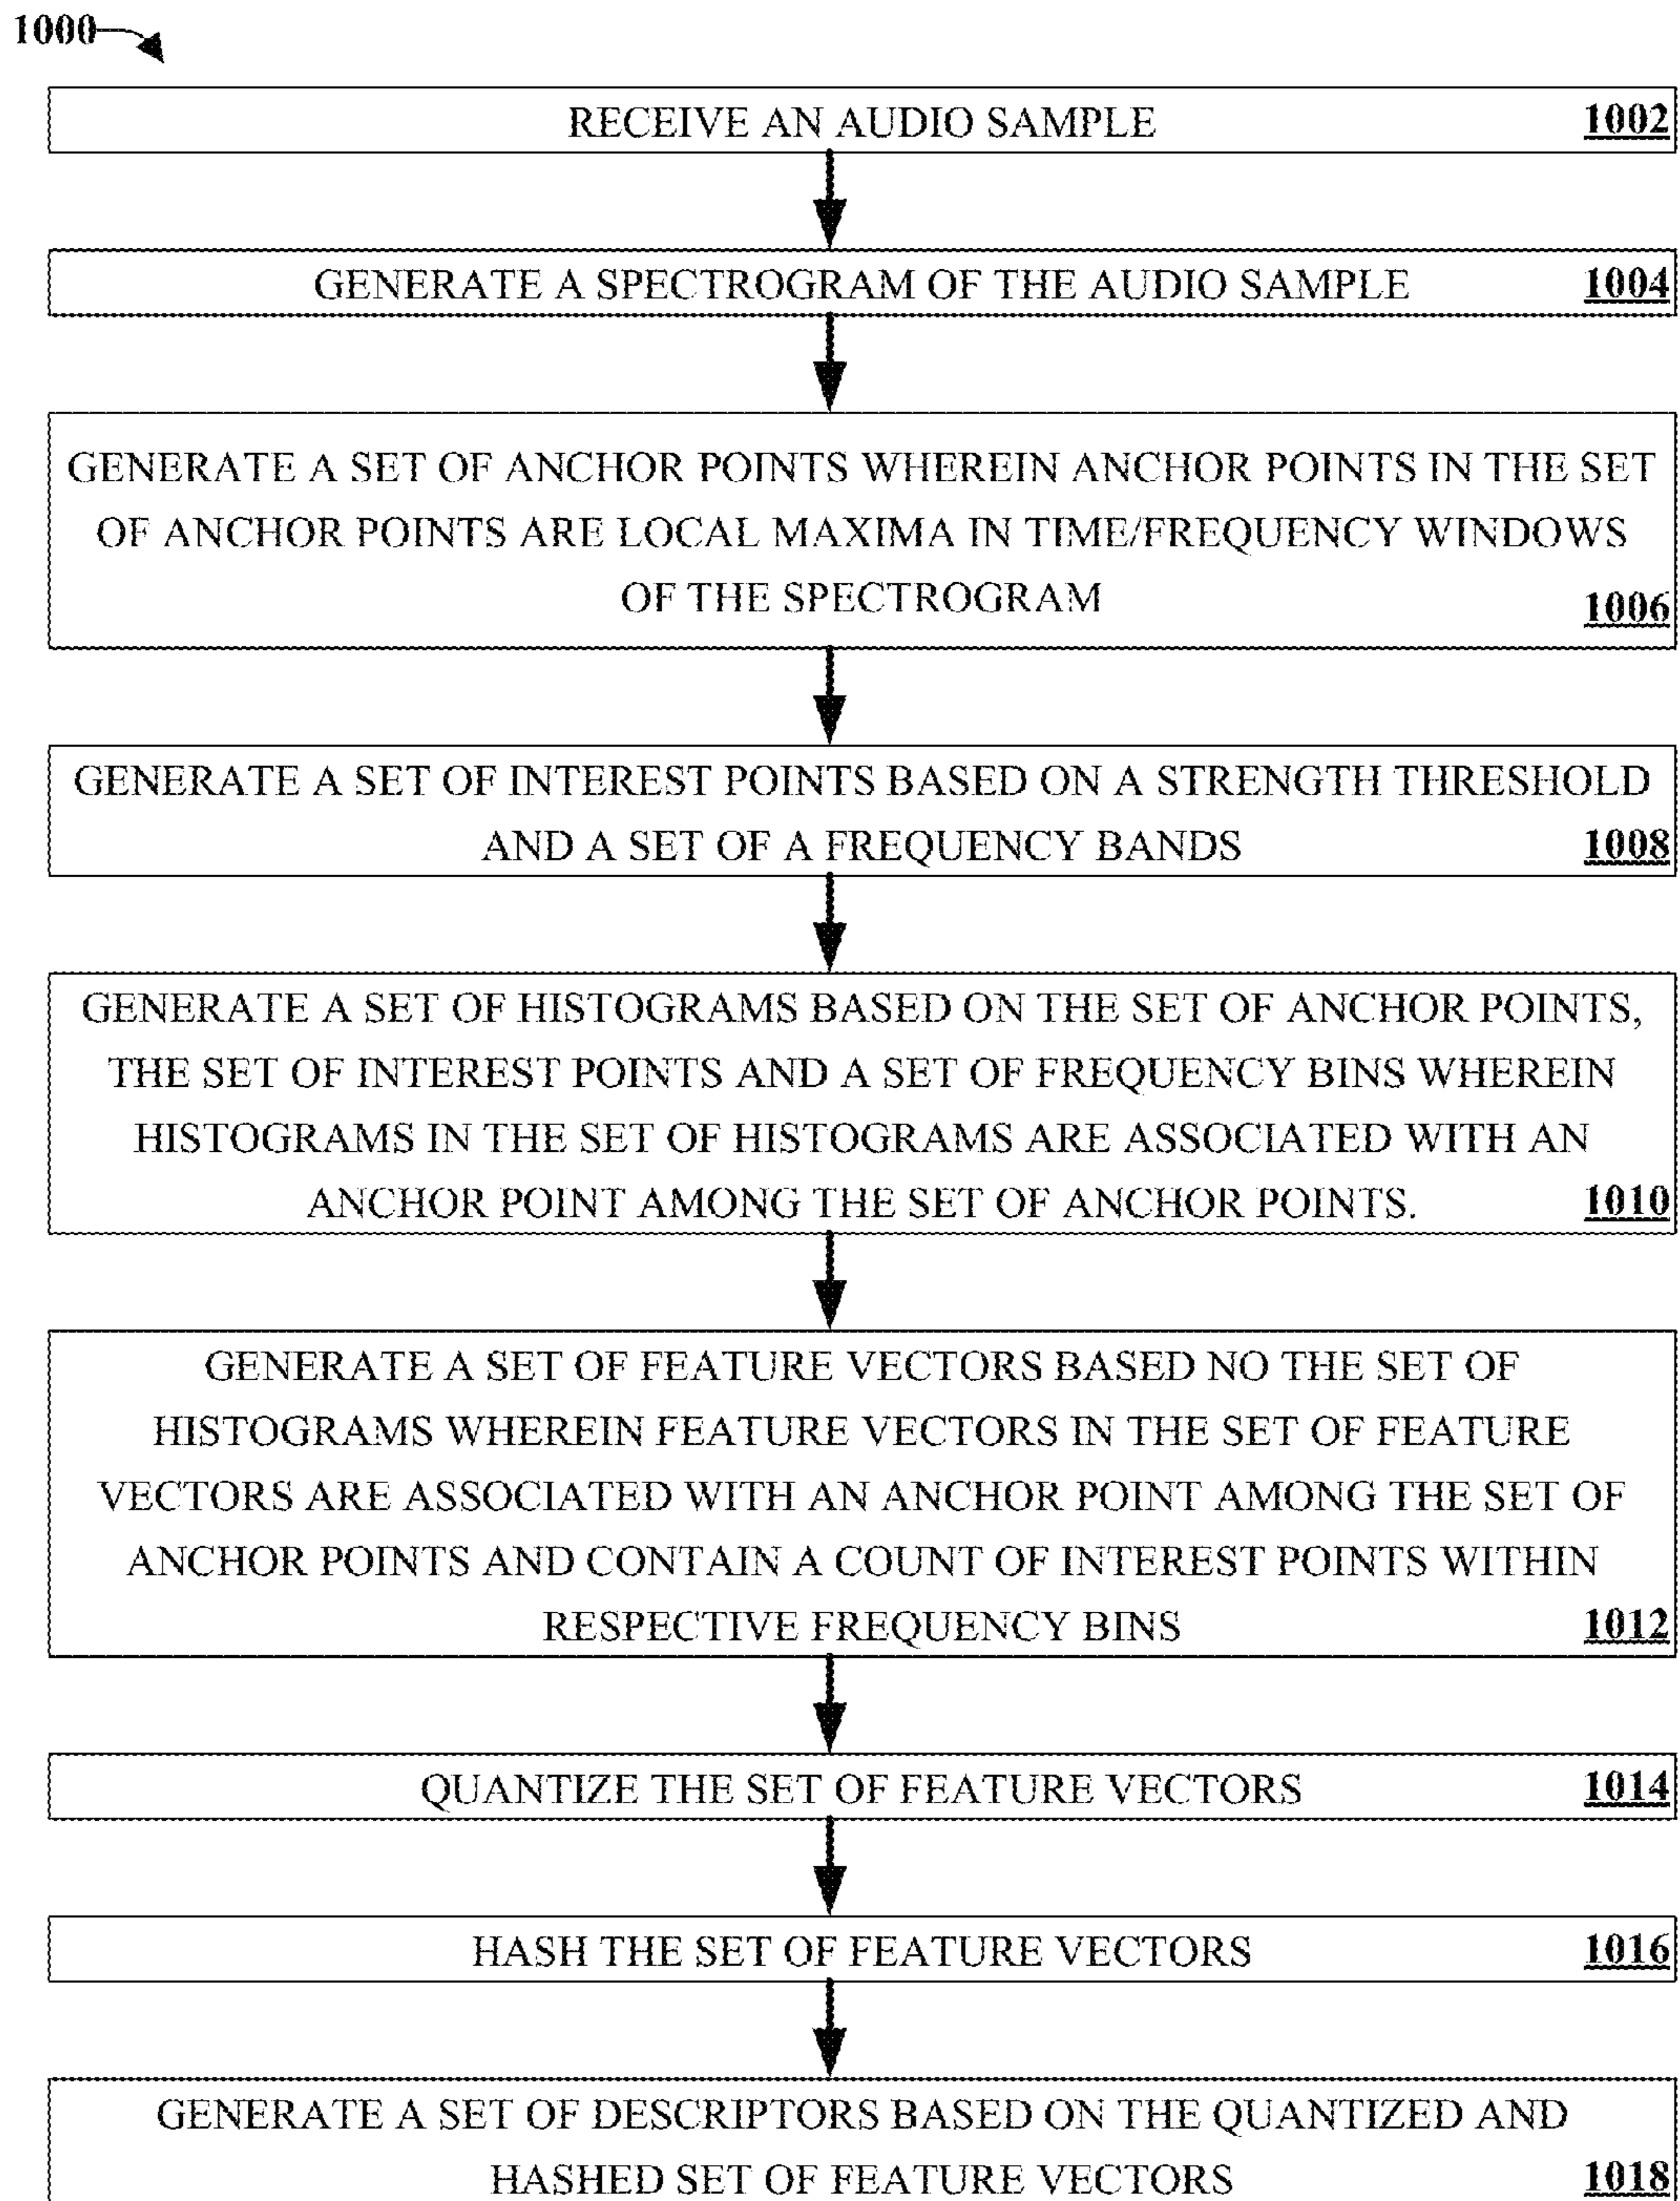 1000
RECEIVE AN AUDIO SAMPLE 1002
GENERATE A SPECTROGRAM OF THE AUDIO SAMPLE 1004
GENERATE A SET OF ANCHOR POINTS WHEREIN ANCHOR POINTS IN THE SET
OF ANCHOR POINTS ARE LOCAL MAXIMA IN TIME/FREQUENCY WINDOWS
OF THE SPECTROGRAM 1006
GENERATE A SET OF INTEREST POINTS BASED ON A STRENGTH THRESHOLD
AND A SET OF A FREQUENCY BANDS 1008
GENERATE A SET OF HISTOGRAMS BASED ON THE SET OF ANCHOR POINTS,
THE SET OF INTEREST POINTS AND A SET OF FREQUENCY BINS WHEREIN
HISTOGRAMS IN THE SET OF HISTOGRAMS ARE ASSOCIATED WITH AN
ANCHOR POINT AMONG THE SET OF ANCHOR POINTS. 1010
GENERATE A SET OF FEATURE VECTORS BASED NO THE SET OF
HISTOGRAMS WHEREIN FEATURE VECTORS IN THE SET OF FEATURE
VECTORS ARE ASSOCIATED WITH AN ANCHOR POINT AMONG THE SET OF
ANCHOR POINTS AND CONTAIN A COUNT OF INTEREST POINTS WITHIN
RESPECTIVE FREQUENCY BINS 1012
QUANTIZE THE SET OF FEATURE VECTORS 1014
HASH THE SET OF FEATURE VECTORS 1016
GENERATE A SET OF DESCRIPTORS BASED ON THE QUANTIZED AND
HASHED SET OF FEATURE VECTORS 1018